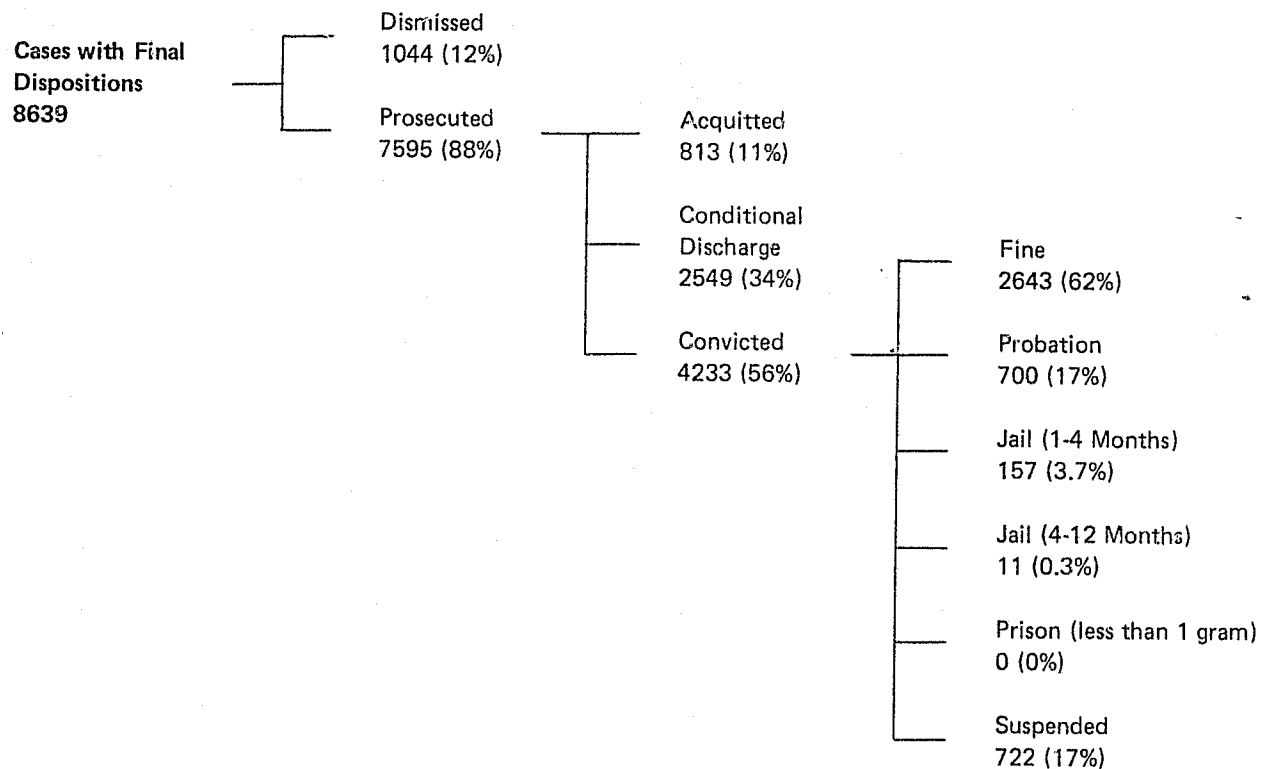 Cases with Final
Dispositions
8639
Dismissed
1044 (12%)
Prosecuted
7595 (88%)
Acquitted
813 (11%)
Conditional
Discharge
2549 (34%)
Convicted
4233 (56%)
Fine
2643 (62%)
Probation
700 (17%)
Jail (1-4 Months)
157 (3.7%)
Jail (4-12 Months)
11 (0.3%)
Prison (less than 1 gram)
0 (0%)
Suspended
722 (17%)